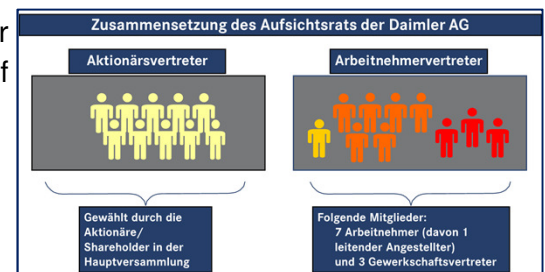 r
f
Zusammensetzung des Aufsichtsrats der Daimler AG
Aktionärsvertreter
Arbeitnehmervertreter
Gewählt durch die
Aktionäre/
Shareholder in der
Hauptversammlung
Folgende Mitglieder:
7 Arbeitnehmer (davon 1
leitender Angestellter)
und 3 Gewerkschaftsvertreter